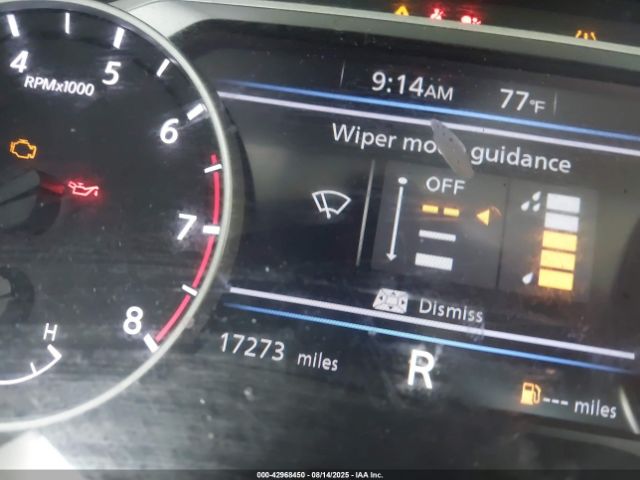 4
5
RPMx1000
6
7
8
H
9:14AM 77°F
Wiper guidance
OFF
Dismiss
17273 miles
R
--- miles
000-42968450 - 08/14/2025 - IAA Inc.